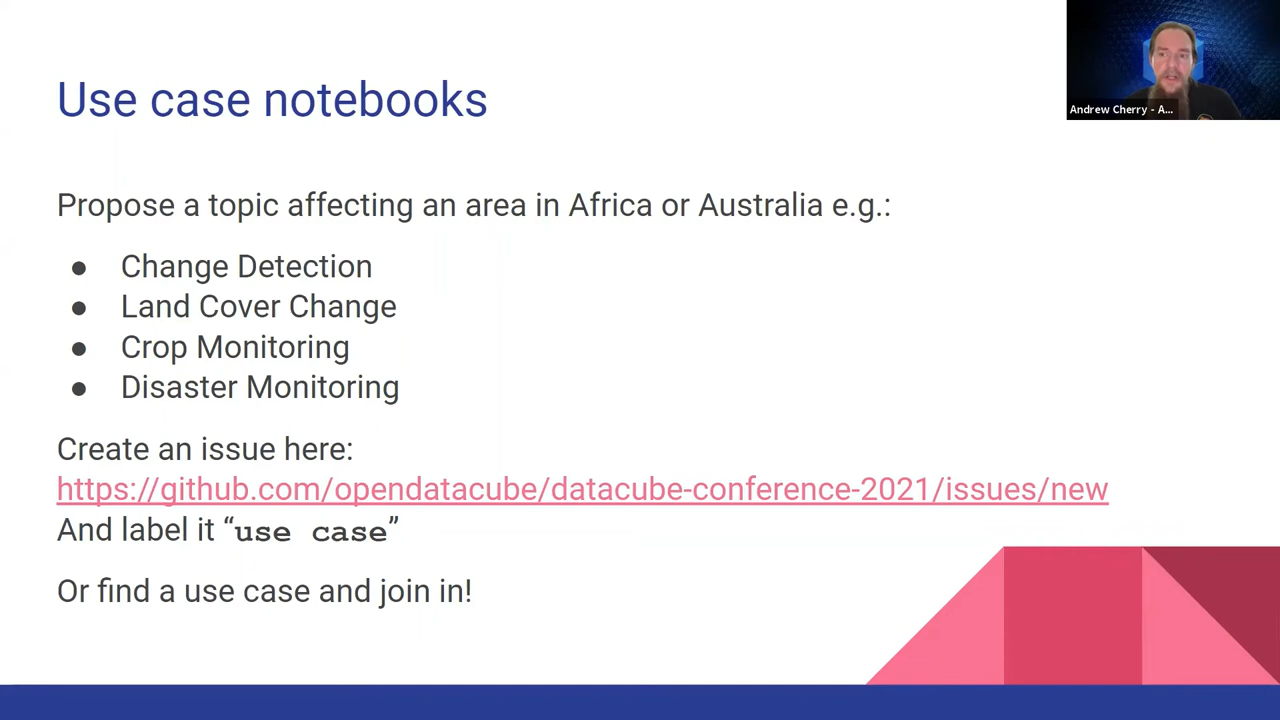 Use case notebooks
Andrew Cherry - A...
Propose a topic affecting an area in Africa or Australia e.g.:
● Change Detection
● Land Cover Change
● Crop Monitoring
● Disaster Monitoring
Create an issue here:
https://github.com/opendatacube/datacube-conference-2021/issues/new
And label it “use case”
Or find a use case and join in!